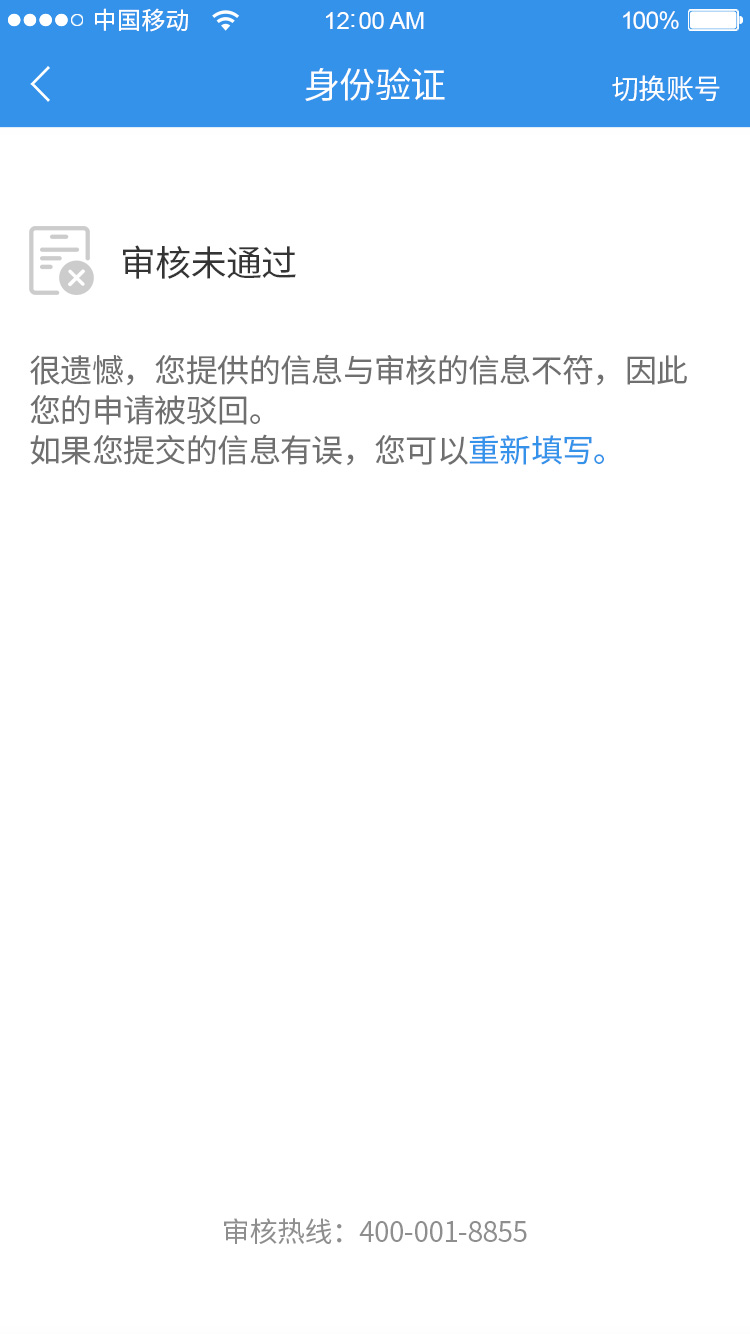 中国移动 12:00 AM 100%
身份验证 切换账号
审核未通过
很遗憾，您提供的信息与审核的信息不符，因此
您的申请被驳回。
如果您提交的信息有误，您可以重新填写。
审核热线：400-001-8855